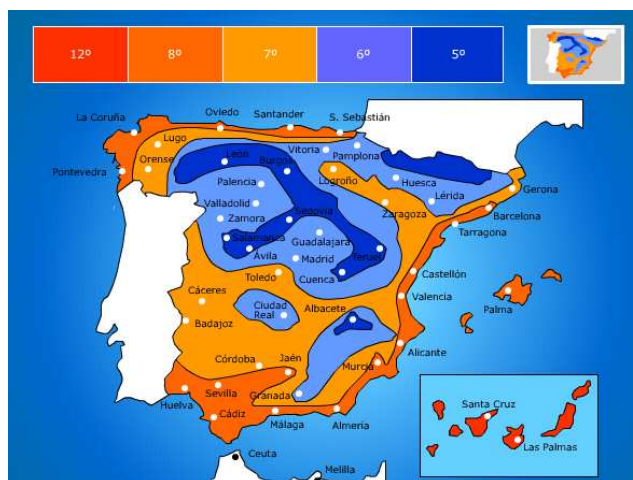 12º 8º 7º 6º 5º
La Coruña
Oviedo
Santander
S. Sebastián
Lugo
Vitoria
Pamplona
León
Burgos
Orense
Pontevedra
Logroño
Huesca
Palencia
Lérida
Gerona
Valladolid
Zaragoza
Barcelona
Zamora
Segovia
Tarragona
Salamanca
Guadalajara
Avila
Madrid
Teruel
Toledo
Cuenca
Castellón
Cáceres
Ciudad
Real
Albacete
Valencia
Palma
Badajoz
Córdoba
Jaén
Murcia
Alicante
Huelva
Sevilla
Granada
Cádiz
Málaga
Almería
Santa Cruz
Las Palmas
Ceuta
Melilla